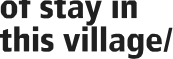 of stay in
this village/